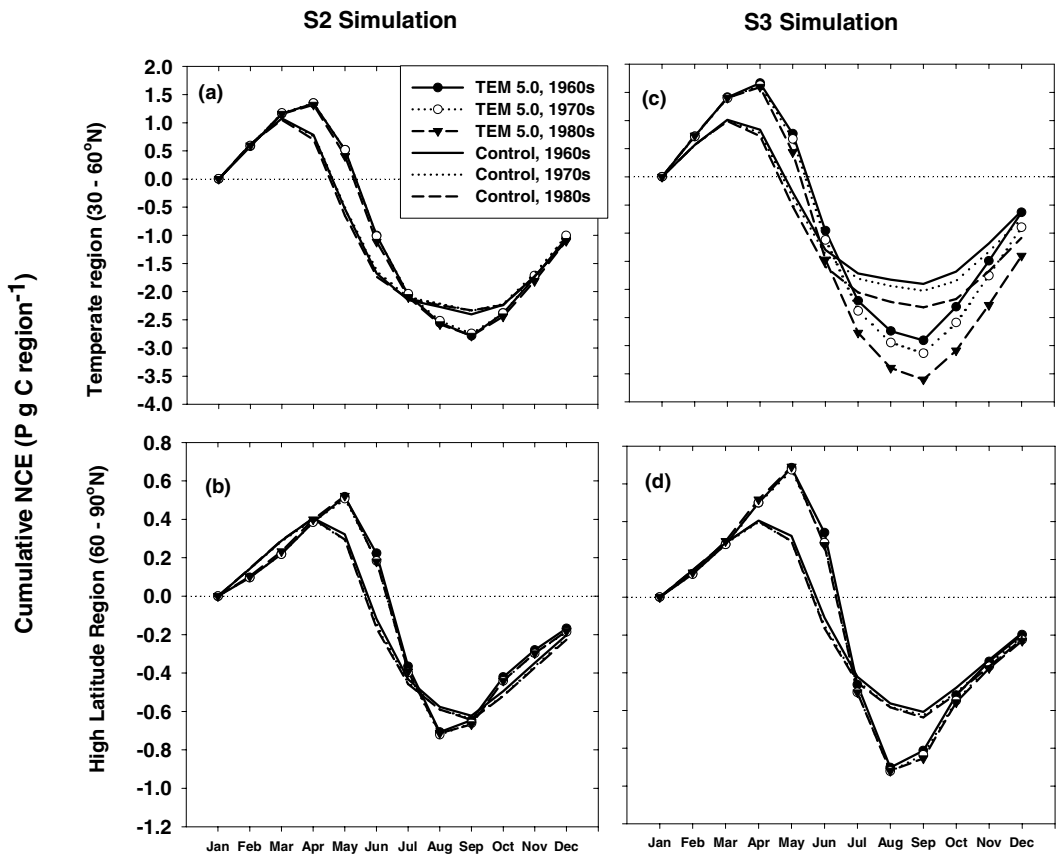 S2 Simulation
S3 Simulation
Cumulative NCE (P g C region-1)
Temperate region (30 - 60°N)
2.0
1.5
1.0
0.5
0.0
-0.5
-1.0
-1.5
-2.0
-2.5
-3.0
-3.5
-4.0
(a)
TEM 5.0, 1960s
TEM 5.0, 1970s
TEM 5.0, 1980s
Control, 1960s
Control, 1970s
Control, 1980s
(c)
High Latitude Region (60 - 90°N)
0.8
0.6
0.4
0.2
0.0
-0.2
-0.4
-0.6
-0.8
-1.0
-1.2
(b)
(d)
Jan Feb Mar Apr May Jun Jul Aug Sep Oct Nov Dec
Jan Feb Mar Apr May Jun Jul Aug Sep Oct Nov Dec